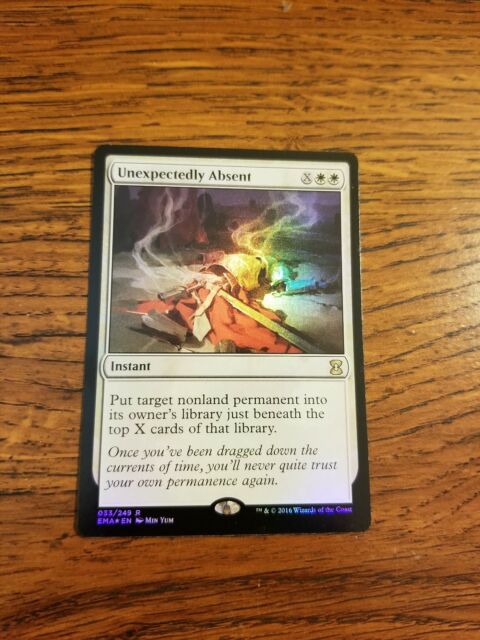 Unexpectedly Absent X
Instant
Put target nonland permanent into
its owner's library just beneath the
top X cards of that library.
Once you've been dragged down the
currents of time, you'll never quite trust
your own permanence again.
033/249 R
EMA★EN Min Yum
™ & © 2016 Wizards of the Coast